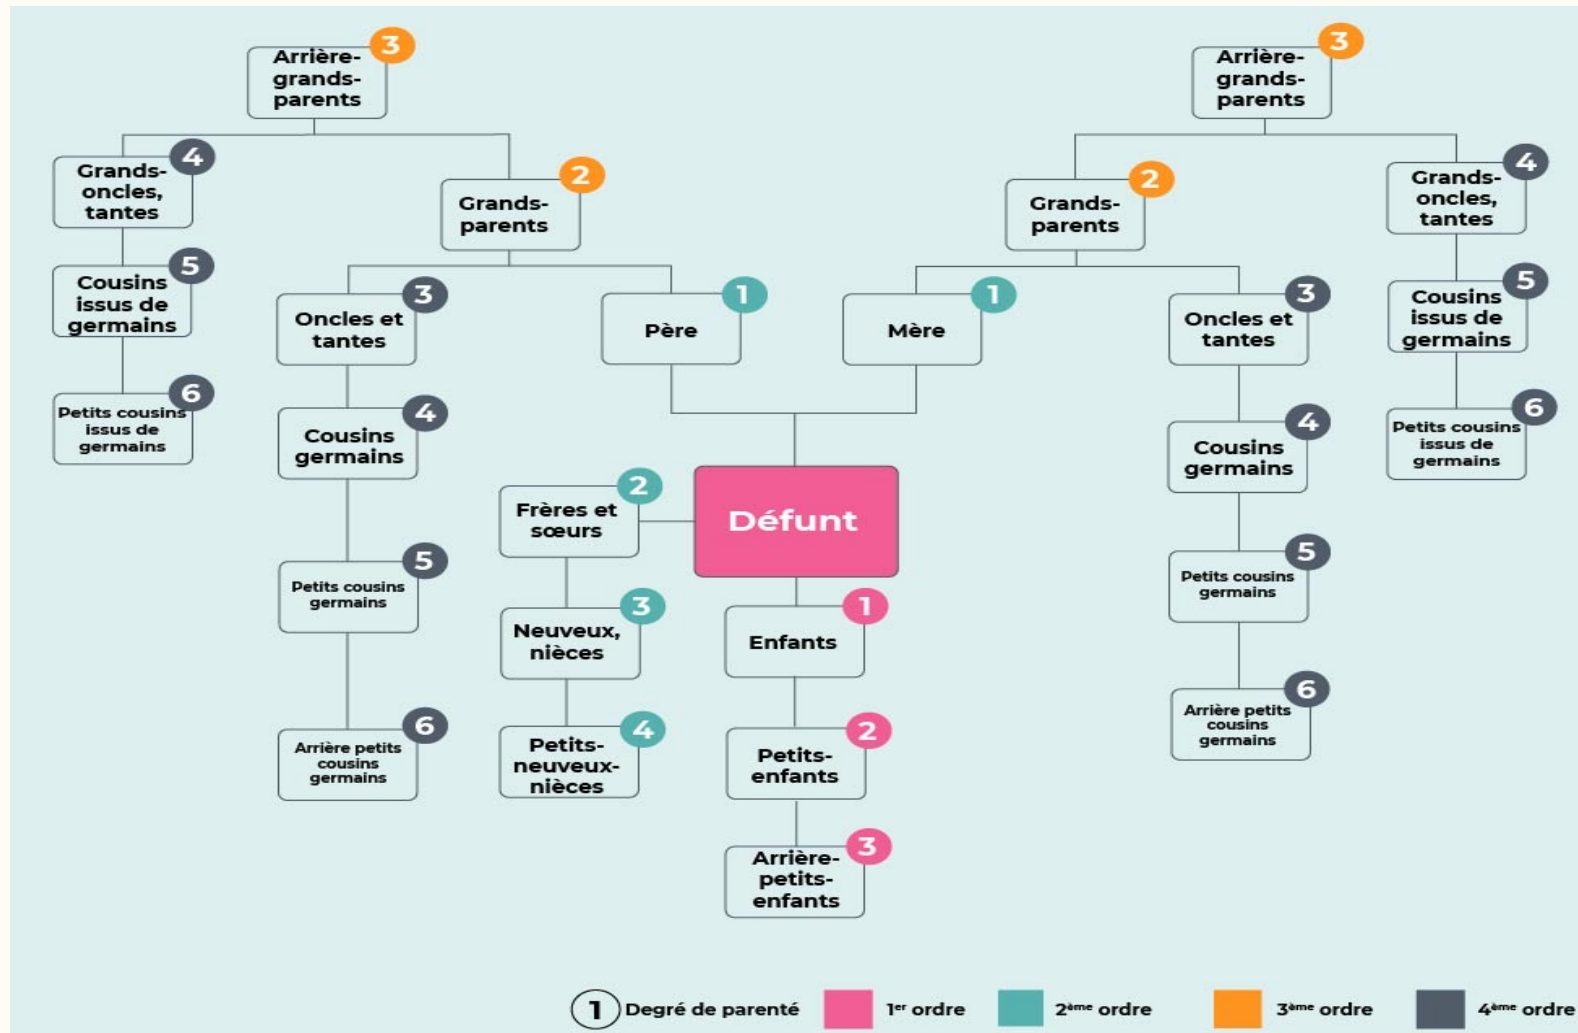 3
Arrière-
grands-
parents
3
Arrière-
grands-
parents
4
Grands-
oncles,
tantes
2
Grands-
parents
2
Grands-
parents
4
Grands-
oncles,
tantes
5
Cousins
issus de
germains
3
Oncles et
tantes
1
Père
1
Mère
3
Oncles et
tantes
5
Cousins
issus de
germains
6
Petits cousins
issus de
germains
4
Cousins
germains
4
Cousins
germains
6
Petits cousins
issus de
germains
2
Frères et
sœurs
Défunt
5
Petits cousins
germains
3
Neuveux,
nièces
1
Enfants
5
Petits cousins
germains
6
Arrière petits
cousins
germains
4
Petits-
neuveux-
nièces
2
Petits-
enfants
6
Arrière petits
cousins
germains
3
Arrière-
petits-
enfants
1 Degré de parenté 1er ordre 2ème ordre 3ème ordre 4ème ordre